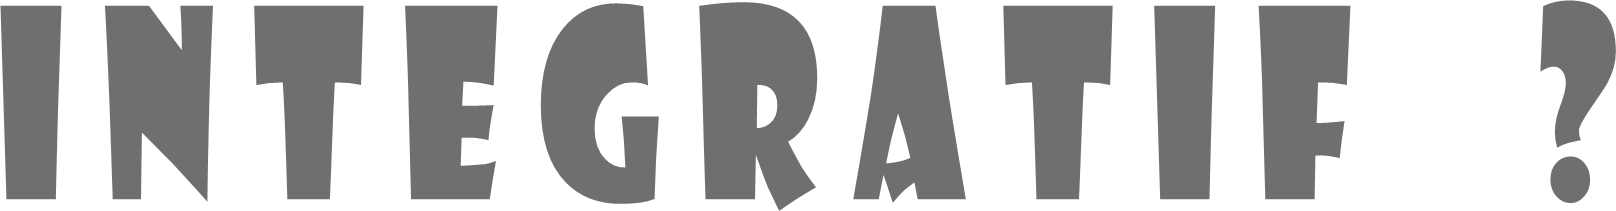 INTEGRATIF ?